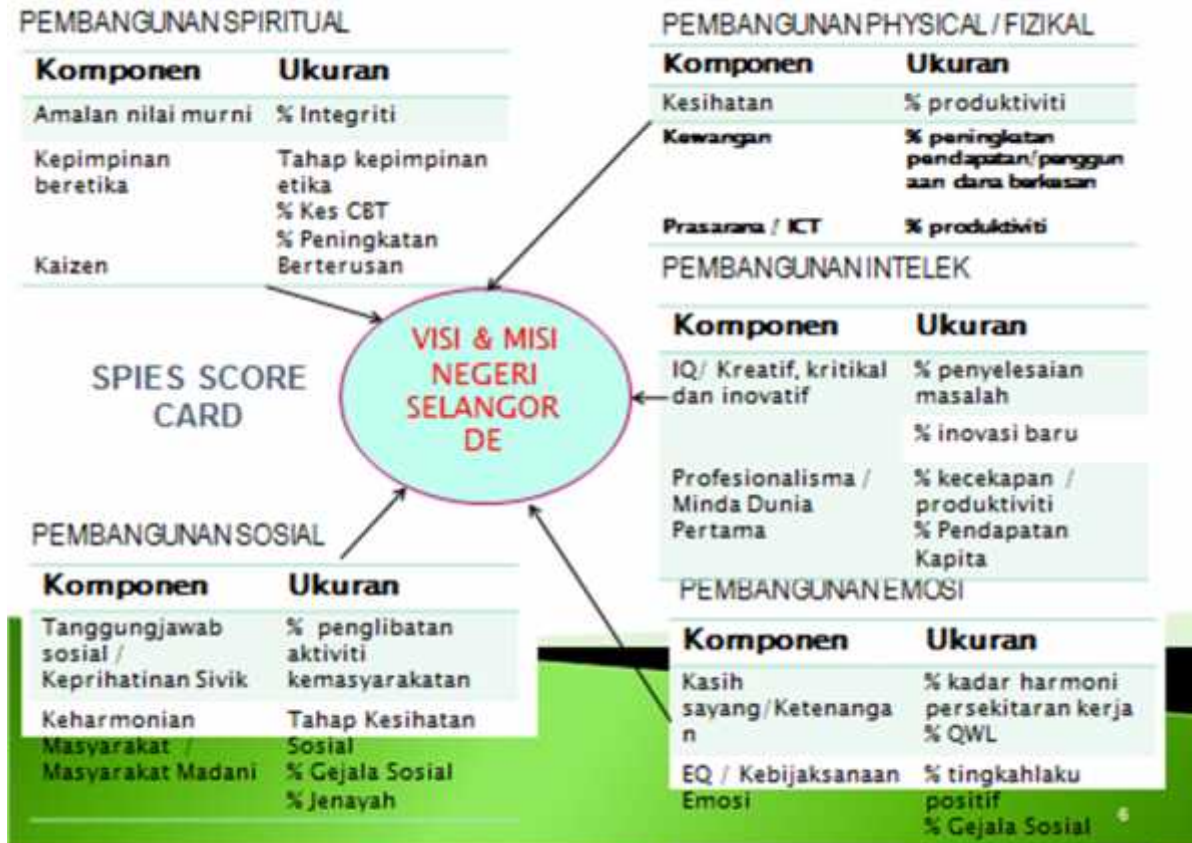 PEMBANGUNAN SPIRITUAL
Komponen Ukuran
Amalan nilai murni % Integriti
Kepimpinan Tahap kepimpinan
beretika etika
% Kes CBT
% Peningkatan
Kaizen Berterusan
PEMBANGUNAN PHYSICAL / FIZIKAL
Komponen Ukuran
Kesihatan % produktiviti
Kewangan % peningkatan
pendapatan/penggun
aan dana berkesan
Prasarana / ICT % produktiviti
PEMBANGUNAN INTELEK
Komponen Ukuran
IQ/ Kreatif, kritikal % penyelesaian
dan inovatif masalah
% inovasi baru
Profesionalisma / % kecekapan /
Minda Dunia produktiviti
Pertama % Pendapatan
Kapita
VISI & MISI
NEGERI
SELANGOR
DE
SPIES SCORE
CARD
PEMBANGUNAN SOSIAL
Komponen Ukuran
Tanggungjawab % penglibatan
sosial / aktiviti
Keprihatinan Sivik kemasyarakatan
Keharmonian Tahap Kesihatan
Masyarakat / Sosial
Masyarakat Madani % Gejala Sosial
% Jenayah
PEMBANGUNAN EMOSI
Komponen Ukuran
Kasih % kadar harmoni
sayang/Ketenanga persekitaran kerja
n % QWL
EQ / Kebijaksanaan % tingkahlaku
Emosi positif
% Gejala Sosial
6